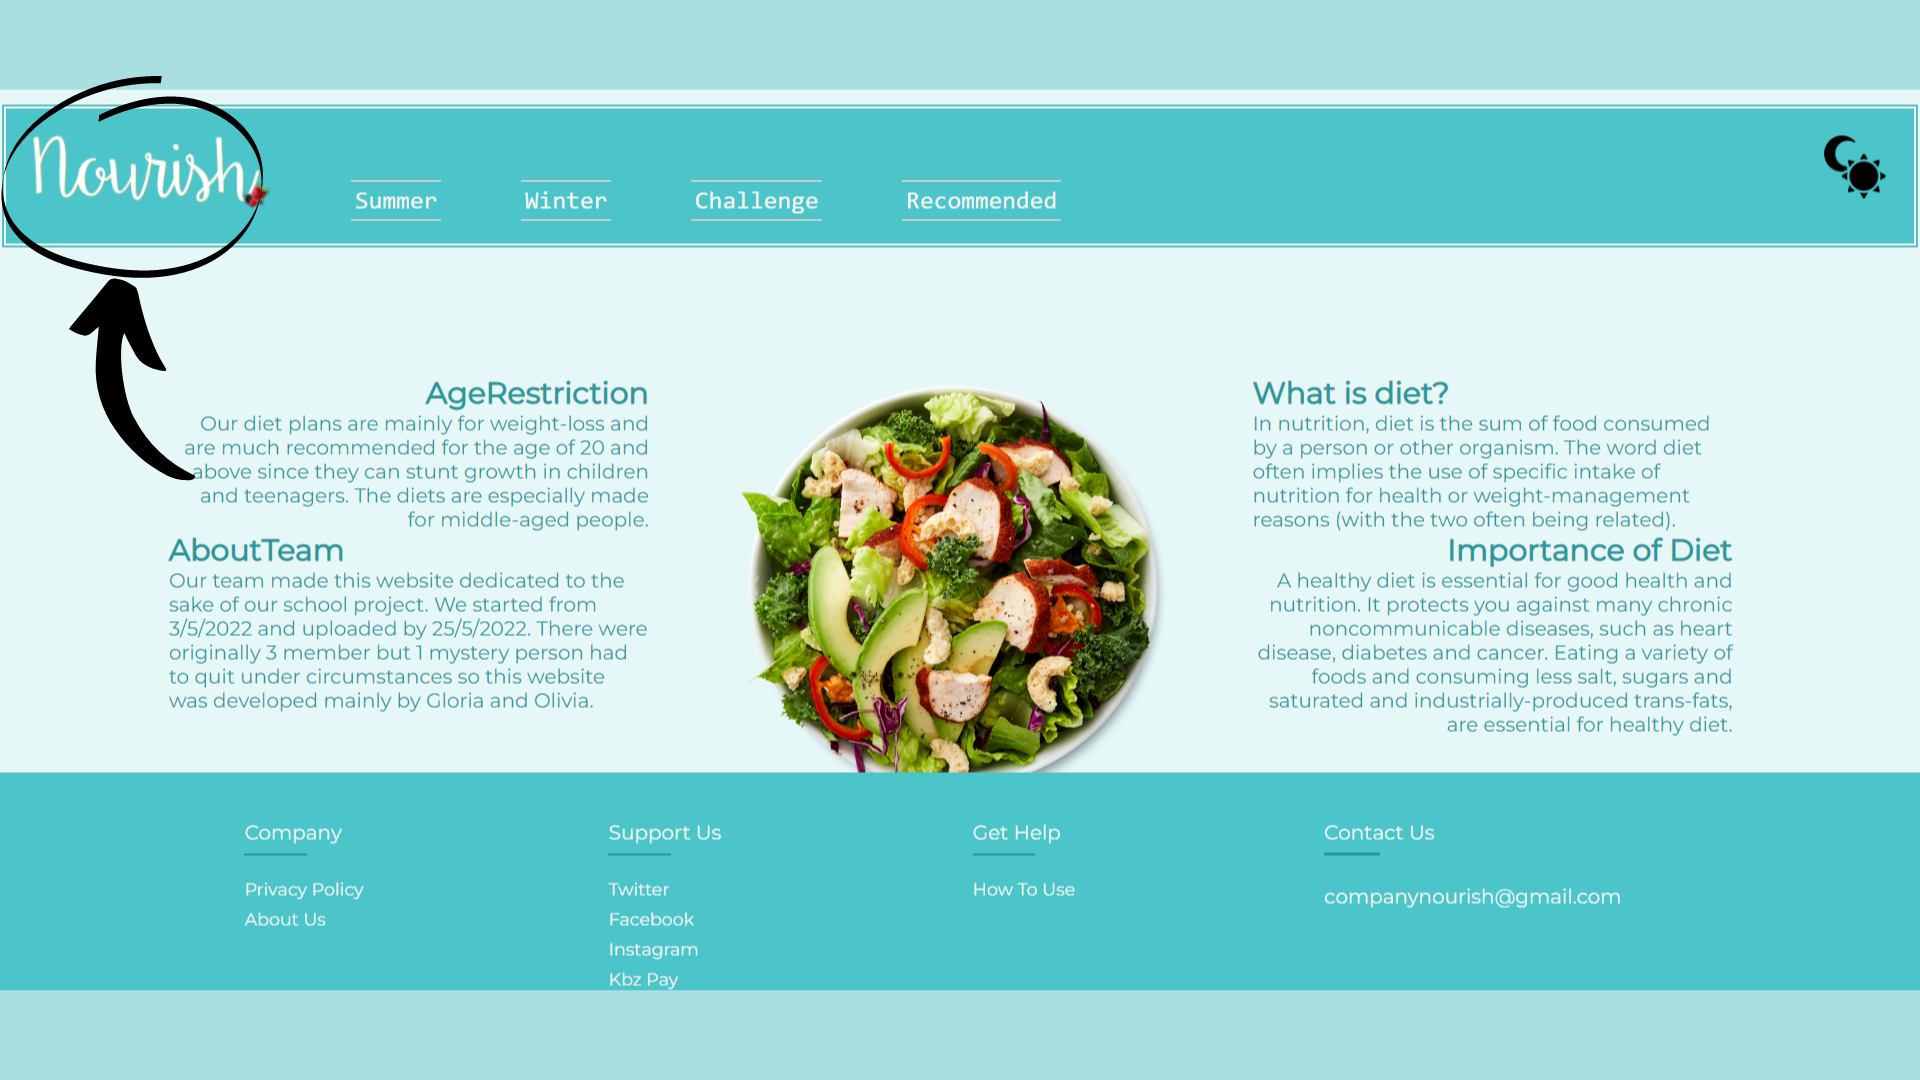 Nourish
Summer
Winter
Challenge
Recommended
AgeRestriction
Our diet plans are mainly for weight-loss and
are much recommended for the age of 20 and
above since they can stunt growth in children
and teenagers. The diets are especially made
for middle-aged people.
AboutTeam
Our team made this website dedicated to the
sake of our school project. We started from
3/5/2022 and uploaded by 25/5/2022. There were
originally 3 member but 1 mystery person had
to quit under circumstances so this website
was developed mainly by Gloria and Olivia.
What is diet?
In nutrition, diet is the sum of food consumed
by a person or other organism. The word diet
often implies the use of specific intake of
nutrition for health or weight-management
reasons (with the two often being related).
Importance of Diet
A healthy diet is essential for good health and
nutrition. It protects you against many chronic
noncommunicable diseases, such as heart
disease, diabetes and cancer. Eating a variety of
foods and consuming less salt, sugars and
saturated and industrially-produced trans-fats,
are essential for healthy diet.
Company
Privacy Policy
About Us
Support Us
Twitter
Facebook
Instagram
Kbz Pay
Get Help
How To Use
Contact Us
companynourish@gmail.com